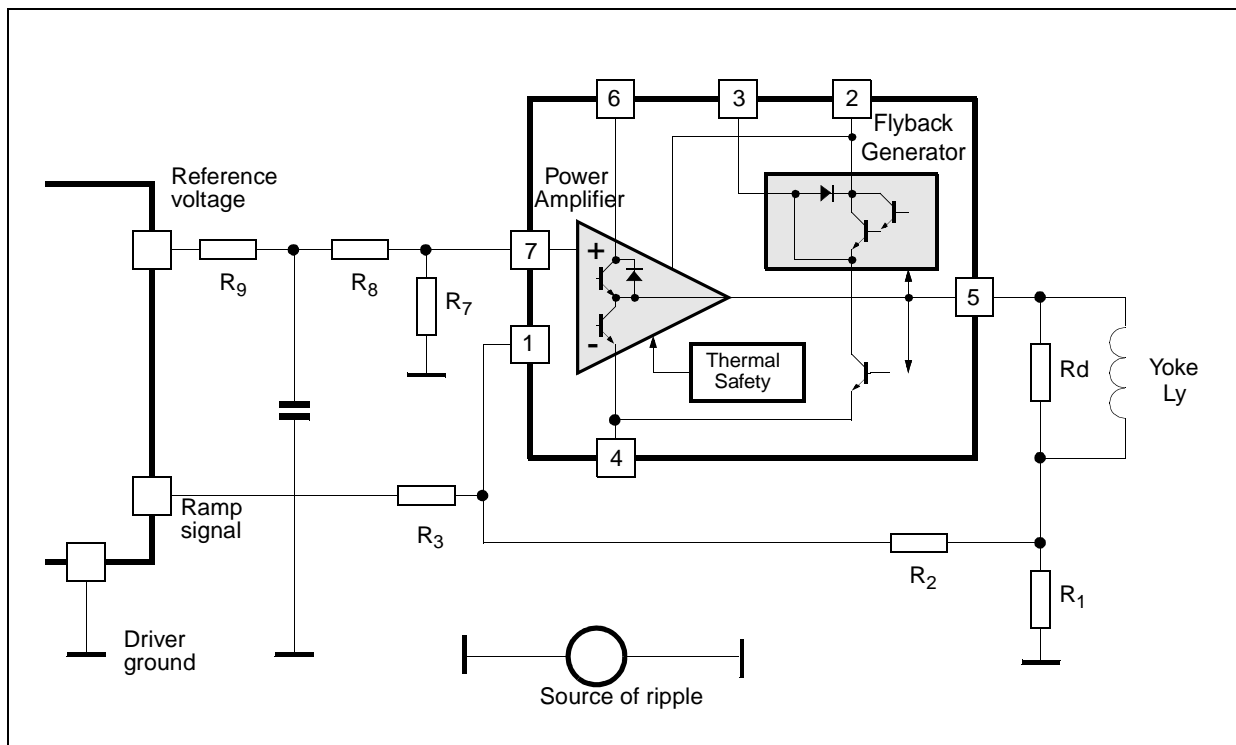 6
3
2
Flyback
Generator
Reference
voltage
Power
Amplifier
7
+
R9
R8
R7
5
1
-
Thermal
Safety
Rd
Yoke
Ly
4
Ramp
signal
R3
R2
R1
Driver
ground
Source of ripple